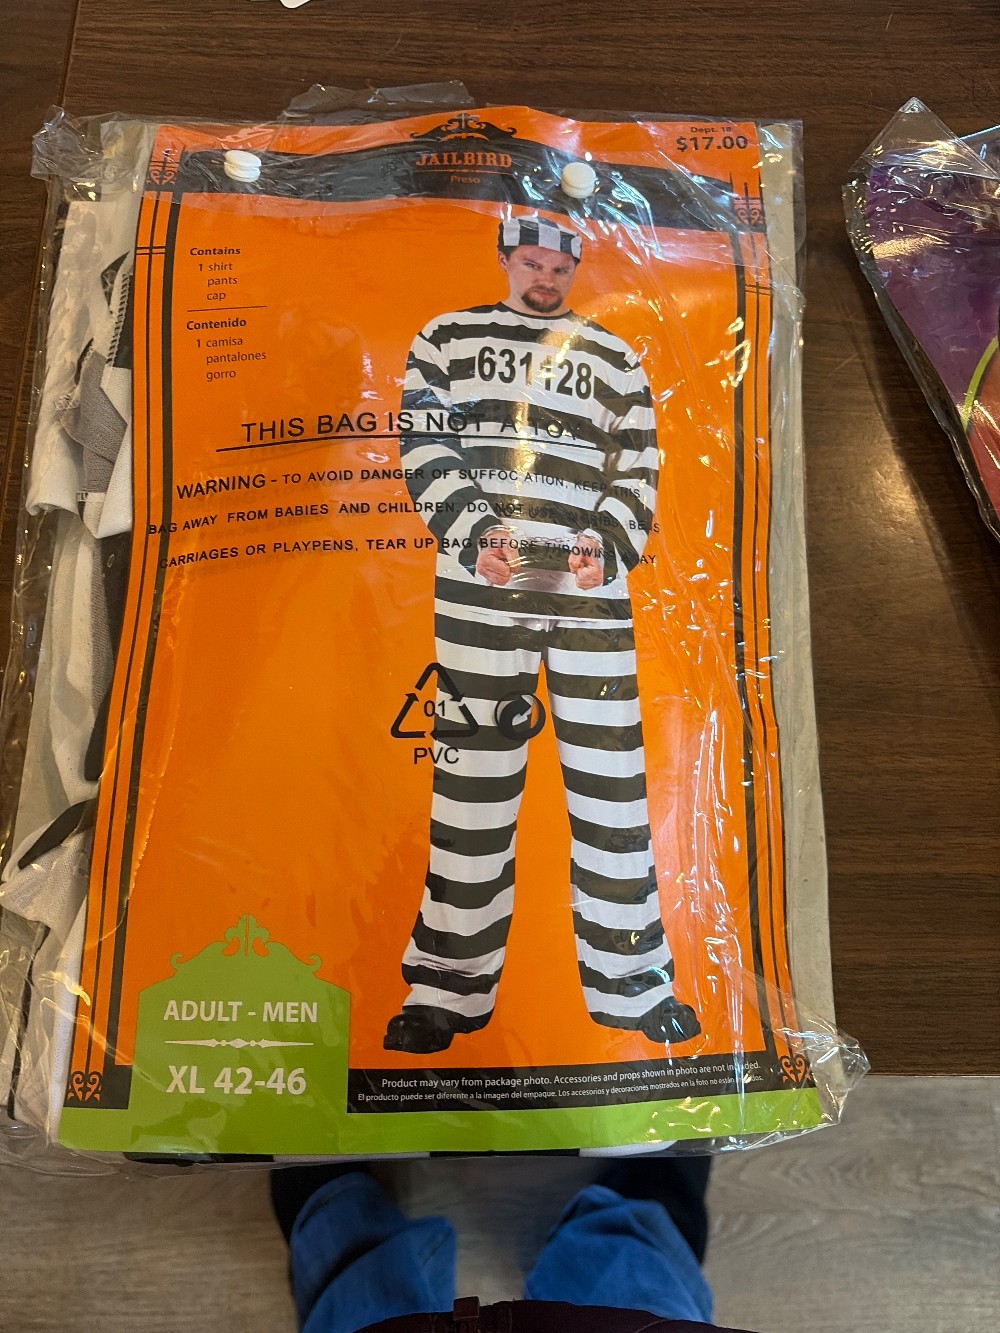 Dept. 18
$17.00
JAILBIRD
Preso
Contains
1 shirt
pants
cap
Contenido
1 camisa
pantalones
gorro
631128
THIS BAG IS NOT A TOY
WARNING - TO AVOID DANGER OF SUFFOCATION, KEEP THIS
BAG AWAY FROM BABIES AND CHILDREN, DO NOT USE IN CRIBS, BEDS
CARRIAGES OR PLAYPENS, TEAR UP BAG BEFORE THROWING AWAY
01
PVC
ADULT - MEN
XL 42-46
Product may vary from package photo. Accessories and props shown in photo are not included.
El producto puede ser diferente a la imagen del empaque. Los accesorios y decoraciones mostrados en la foto no están